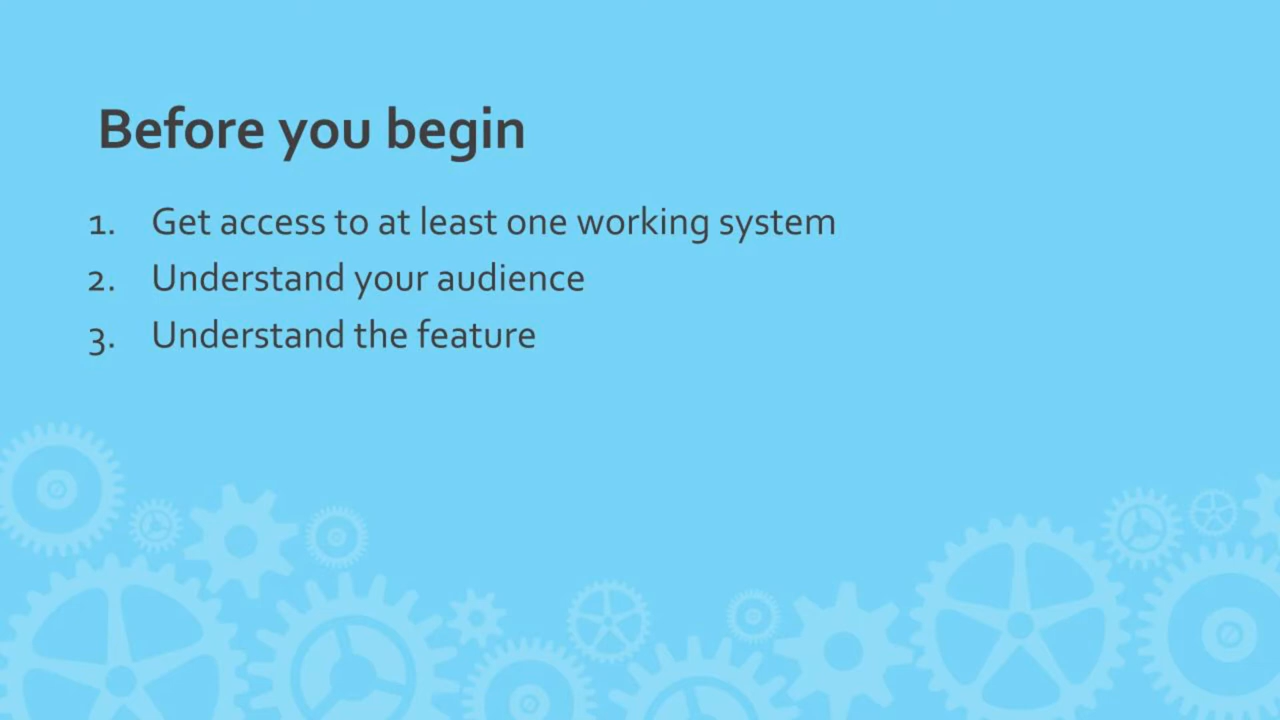 Before you begin
1. Get access to at least one working system
2. Understand your audience
3. Understand the feature